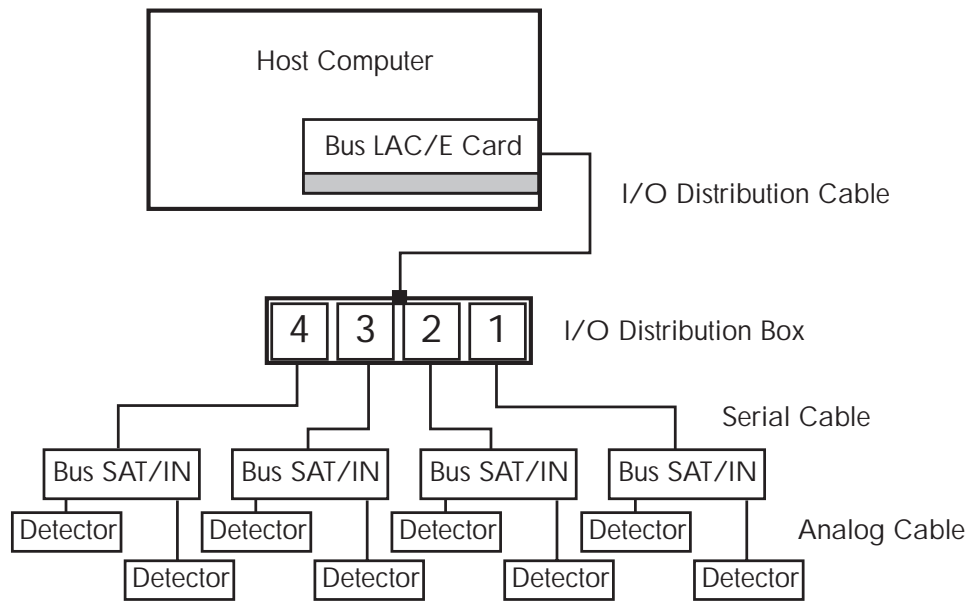 Host Computer
Bus LAC/E Card
I/O Distribution Cable
4 3 2 1
I/O Distribution Box
Serial Cable
Bus SAT/IN Bus SAT/IN Bus SAT/IN Bus SAT/IN
Detector Detector Detector Detector
Analog Cable
Detector Detector Detector Detector